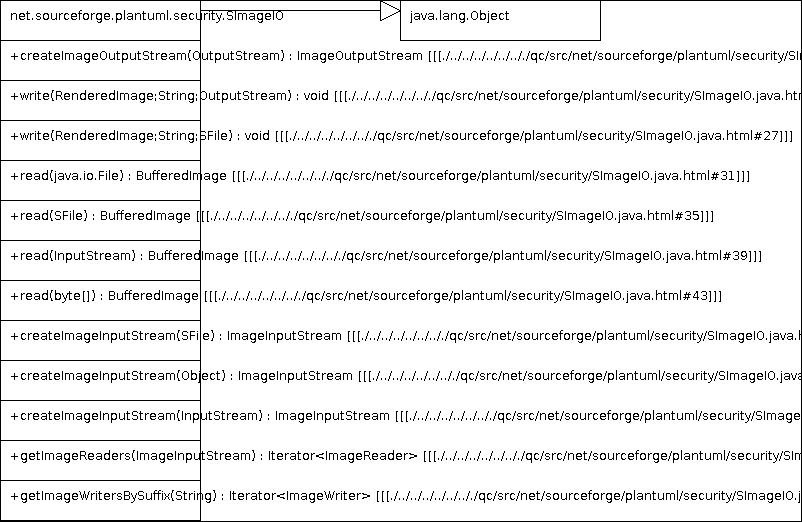 net.sourceforge.plantuml.security.SImageIO
java.lang.Object
+createImageOutputStream(OutputStream) : ImageOutputStream [[[./../../../../../../../qc/src/net/sourceforge/plantuml/security/SI
+write(RenderedImage;String;OutputStream) : void [[[./../../../../../../../qc/src/net/sourceforge/plantuml/security/SImageIO.java.htm
+write(RenderedImage;String;SFile) : void [[[./../../../../../../../qc/src/net/sourceforge/plantuml/security/SImageIO.java.html#27]]]
+read(java.io.File) : BufferedImage [[[./../../../../../../../qc/src/net/sourceforge/plantuml/security/SImageIO.java.html#31]]]
+read(SFile) : BufferedImage [[[./../../../../../../../qc/src/net/sourceforge/plantuml/security/SImageIO.java.html#35]]]
+read(InputStream) : BufferedImage [[[./../../../../../../../qc/src/net/sourceforge/plantuml/security/SImageIO.java.html#39]]]
+read(byte[]) : BufferedImage [[[./../../../../../../../qc/src/net/sourceforge/plantuml/security/SImageIO.java.html#43]]]
+createImageInputStream(SFile) : ImageInputStream [[[./../../../../../../../qc/src/net/sourceforge/plantuml/security/SImageIO.java.h
+createImageInputStream(Object) : ImageInputStream [[[./../../../../../../../qc/src/net/sourceforge/plantuml/security/SImageIO.java
+createImageInputStream(InputStream) : ImageInputStream [[[./../../../../../../../qc/src/net/sourceforge/plantuml/security/SImageIO.
+getImageReaders(ImageInputStream) : Iterator<ImageReader> [[[./../../../../../../../qc/src/net/sourceforge/plantuml/security/SIm
+getImageWritersBySuffix(String) : Iterator<ImageWriter> [[[./../../../../../../../qc/src/net/sourceforge/plantuml/security/SImageIO.j